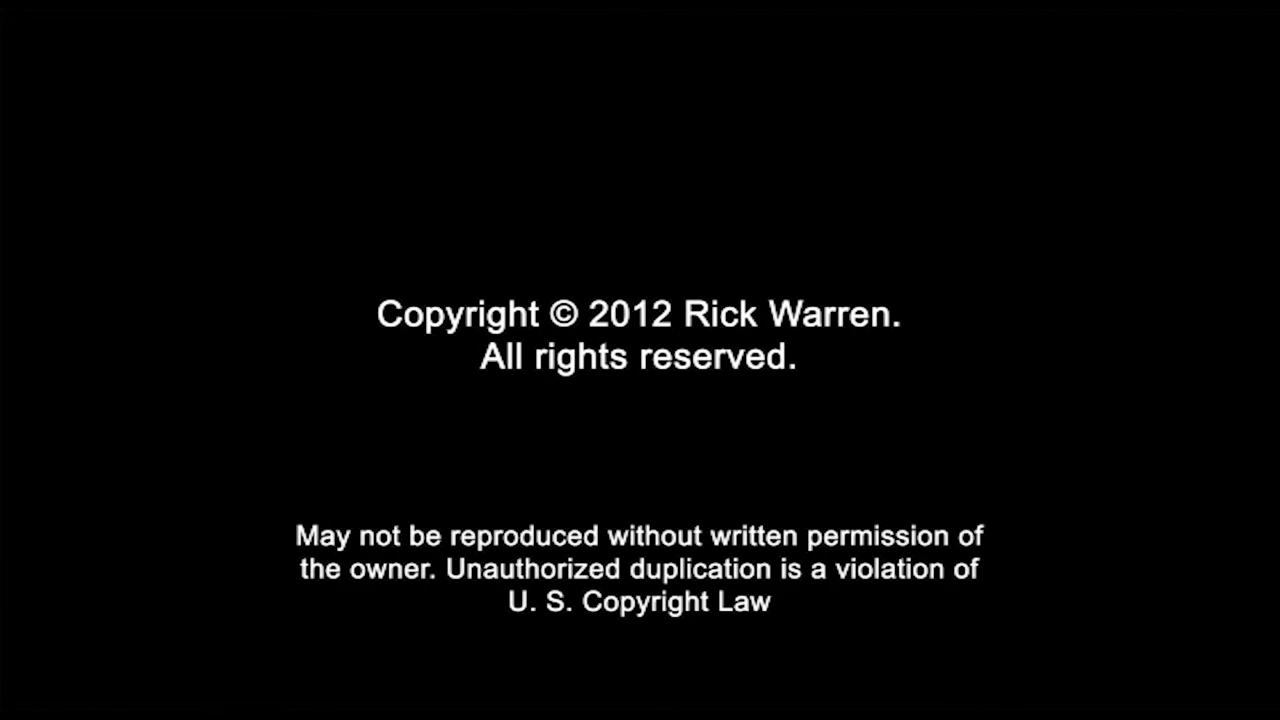 Copyright © 2012 Rick Warren.
All rights reserved.
May not be reproduced without written permission of
the owner. Unauthorized duplication is a violation of
U. S. Copyright Law